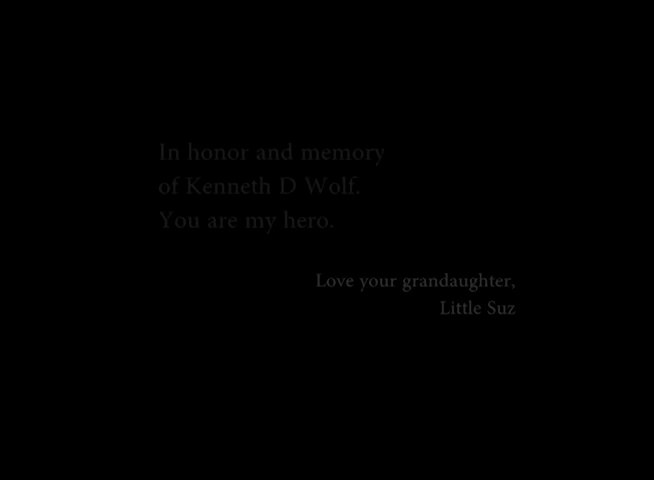 In honor and memory
of Kenneth D Wolf.
You are my hero.
Love your grandaughter,
Little Suz